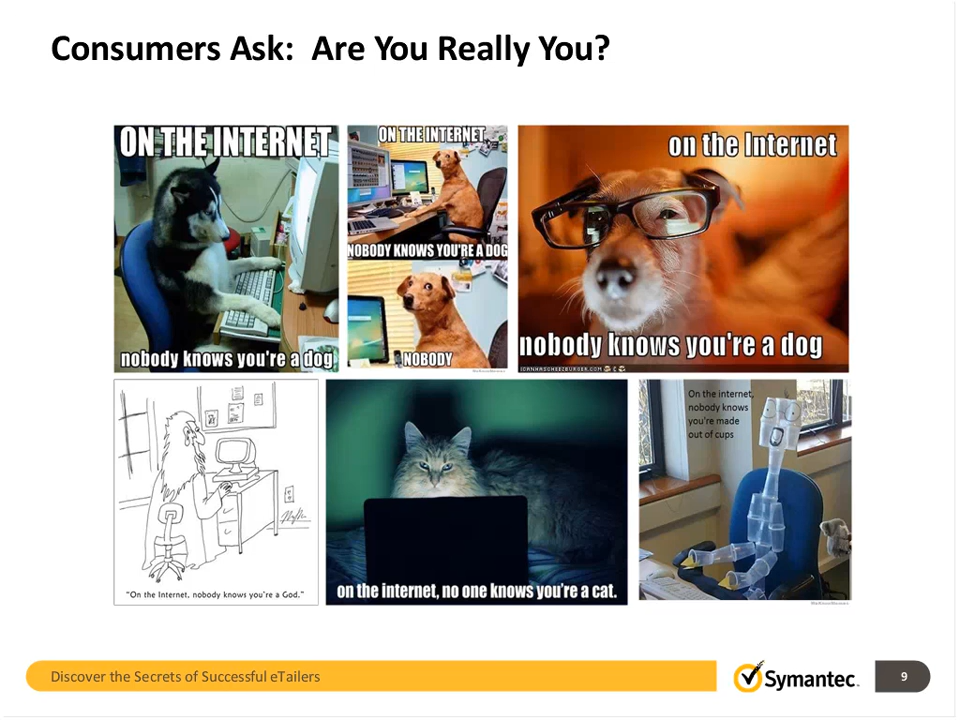 Consumers Ask:  Are You Really You?
ON THE INTERNET
nobody knows you're a dog
ON THE INTERNET
NOBODY KNOWS YOU'RE A DOG
NOBODY
on the Internet
nobody knows you're a dog
ICANHASCHEEZBURGER.COM
"On the Internet, nobody knows you're a God."
on the internet, no one knows you're a cat.
On the internet,
nobody knows
you're made
out of cups
Discover the Secrets of Successful eTailers
Symantec.
9